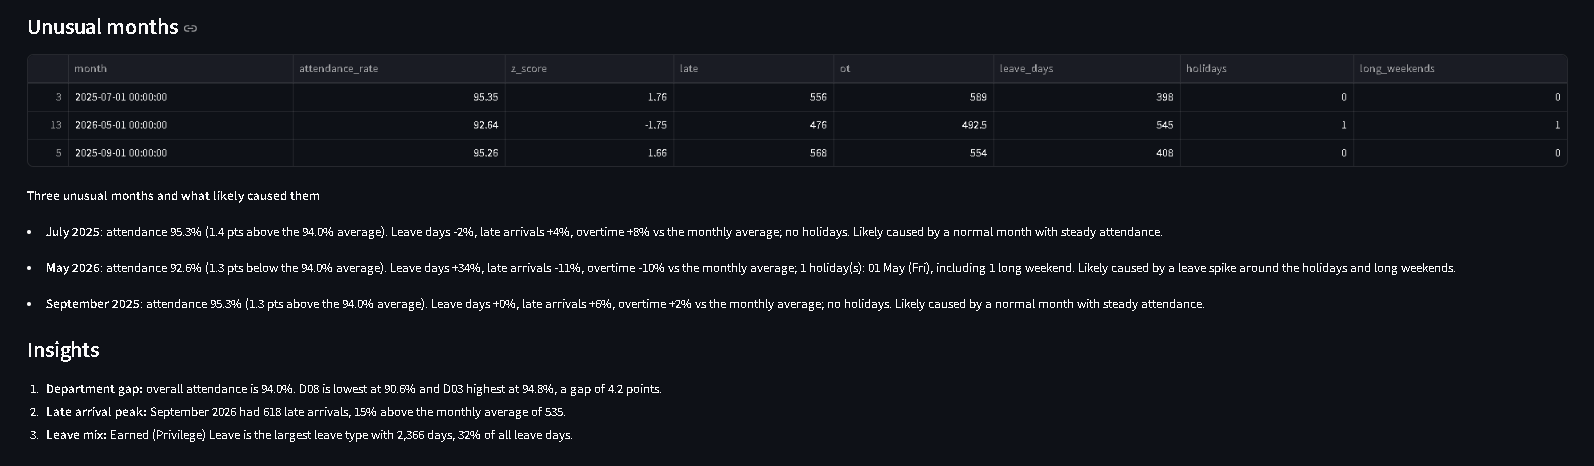 Unusual months
month attendance_rate z_score late ot leave_days holidays long_weekends
3 2025-07-01 00:00:00 95.35 1.76 556 589 398 0 0
13 2026-05-01 00:00:00 92.64 -1.75 476 492.5 545 1 1
5 2025-09-01 00:00:00 95.26 1.66 568 554 408 0 0
Three unusual months and what likely caused them
• July 2025: attendance 95.3% (1.4 pts above the 94.0% average). Leave days -2%, late arrivals +4%, overtime +8% vs the monthly average; no holidays. Likely caused by a normal month with steady attendance.
• May 2026: attendance 92.6% (1.3 pts below the 94.0% average). Leave days +34%, late arrivals -11%, overtime -10% vs the monthly average; 1 holiday(s): 01 May (Fri), including 1 long weekend. Likely caused by a leave spike around the holidays and long weekends.
• September 2025: attendance 95.3% (1.3 pts above the 94.0% average). Leave days +0%, late arrivals +6%, overtime +2% vs the monthly average; no holidays. Likely caused by a normal month with steady attendance.
Insights
1. Department gap: overall attendance is 94.0%. D08 is lowest at 90.6% and D03 highest at 94.8%, a gap of 4.2 points.
2. Late arrival peak: September 2026 had 618 late arrivals, 15% above the monthly average of 535.
3. Leave mix: Earned (Privilege) Leave is the largest leave type with 2,366 days, 32% of all leave days.